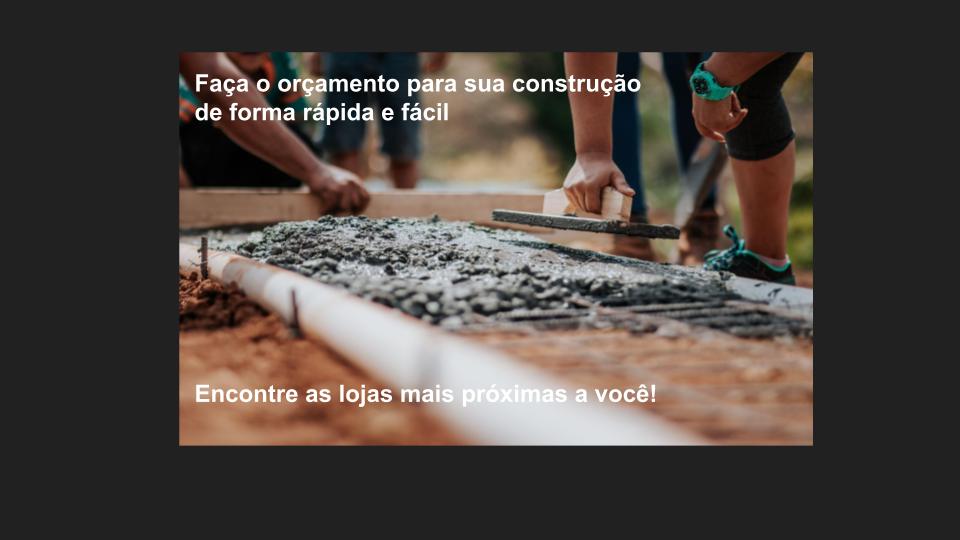 Faça o orçamento para sua construção
de forma rápida e fácil
Encontre as lojas mais próximas a você!